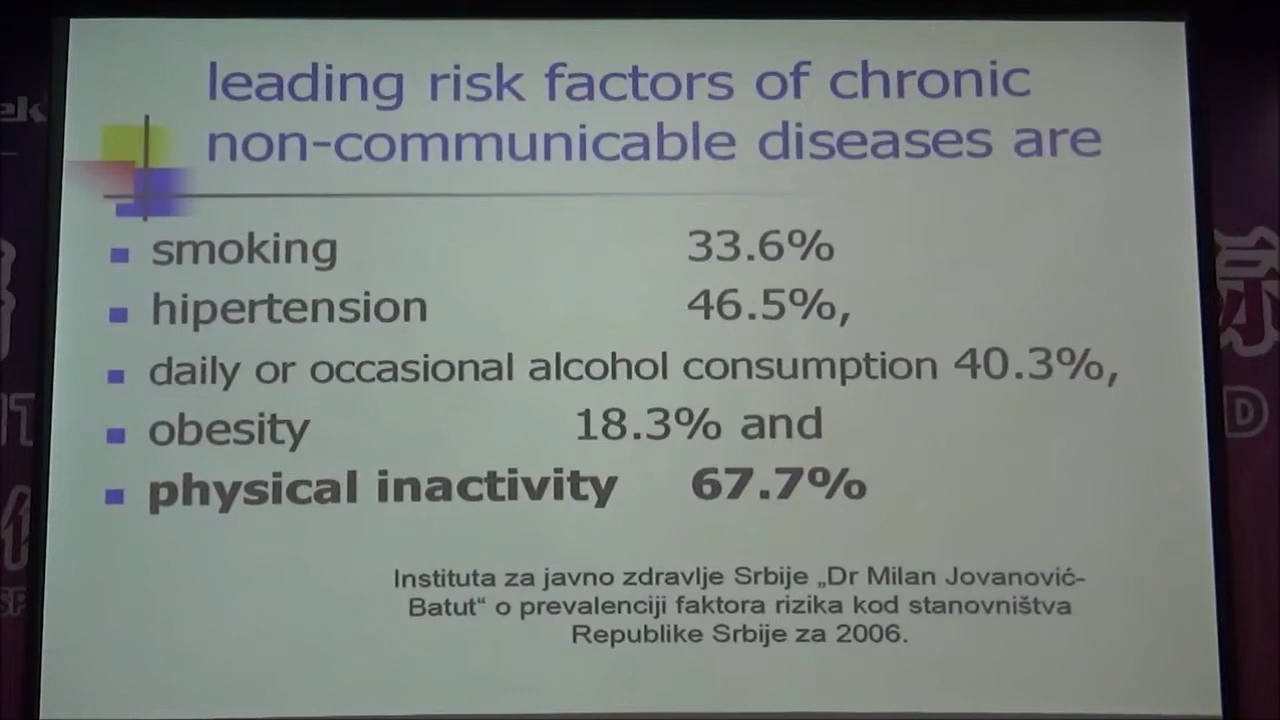 leading risk factors of chronic
non-communicable diseases are
smoking 33.6%
hipertension 46.5%,
daily or occasional alcohol consumption 40.3%,
obesity 18.3% and
physical inactivity 67.7%
Instituta za javno zdravlje Srbije „Dr Milan Jovanović-
Batut“ o prevalenciji faktora rizika kod stanovništva
Republike Srbije za 2006.